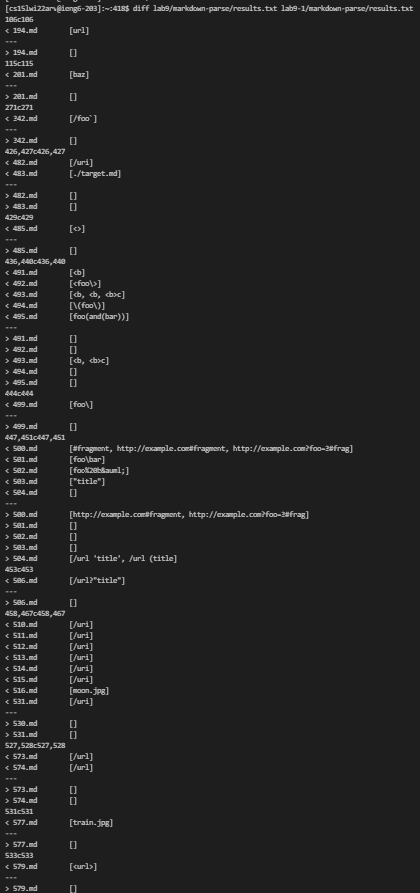 [cs15lwi22arv@ieng6-203]:~:418$ diff lab9/markdown-parse/results.txt lab9-1/markdown-parse/results.txt
106c106
< 194.md [url]
---
> 194.md []
115c115
< 201.md [baz]
---
> 201.md []
271c271
< 342.md [/foo`]
---
> 342.md []
426,427c426,427
< 482.md [/uri]
< 483.md [./target.md]
---
> 482.md []
> 483.md []
429c429
< 485.md [<>]
---
> 485.md []
436,440c436,440
< 491.md [<b]
< 492.md [<foo\>]
< 493.md [<b, <b, <b>c]
< 494.md [\(foo\)]
< 495.md [foo(and(bar))]
---
> 491.md []
> 492.md []
> 493.md [<b, <b>c]
> 494.md []
> 495.md []
444c444
< 499.md [foo\]
---
> 499.md []
447,451c447,451
< 500.md [#fragment, http://example.com#fragment, http://example.com?foo=3#frag]
< 501.md [foo\bar]
< 502.md [foo%20b&auml;]
< 503.md ["title"]
< 504.md []
---
> 500.md [http://example.com#fragment, http://example.com?foo=3#frag]
> 501.md []
> 502.md []
> 503.md []
> 504.md [/url 'title', /url (title]
453c453
< 506.md [/url?"title"]
---
> 506.md []
458,467c458,467
< 510.md [/uri]
< 511.md [/uri]
< 512.md [/uri]
< 513.md [/uri]
< 514.md [/uri]
< 515.md [/uri]
< 516.md [moon.jpg]
< 531.md [/uri]
---
> 530.md []
> 531.md []
527,528c527,528
< 573.md [/url]
< 574.md [/url]
---
> 573.md []
> 574.md []
531c531
< 577.md [train.jpg]
---
> 577.md []
533c533
< 579.md [<url>]
---
> 579.md []